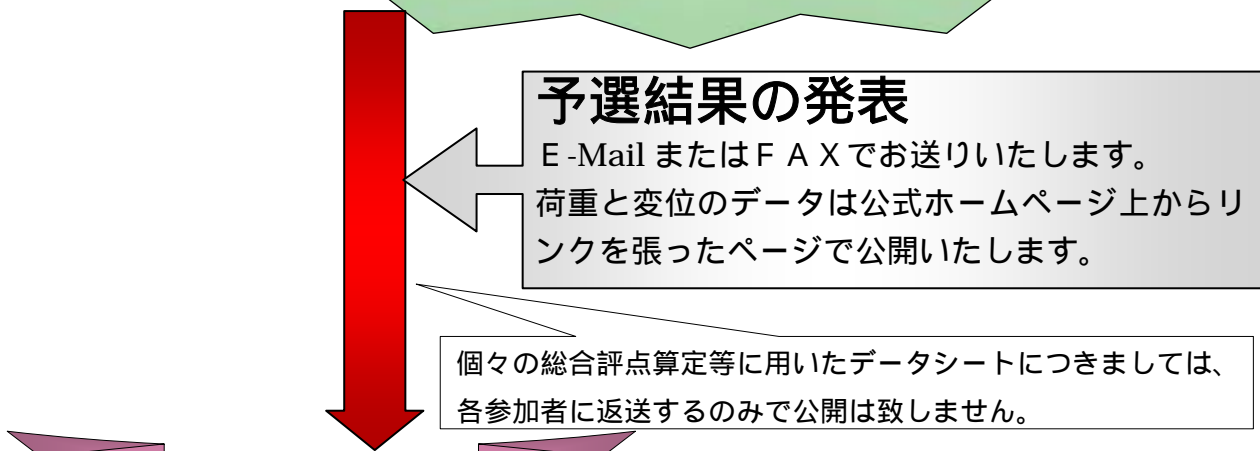 予選結果の発表
Ｅ-Mail またはＦＡＸでお送りいたします。
荷重と変位のデータは公式ホームページ上からリ
ンクを張ったページで公開いたします。
個々の総合評点算定等に用いたデータシートにつきましては、
各参加者に返送するのみで公開は致しません。